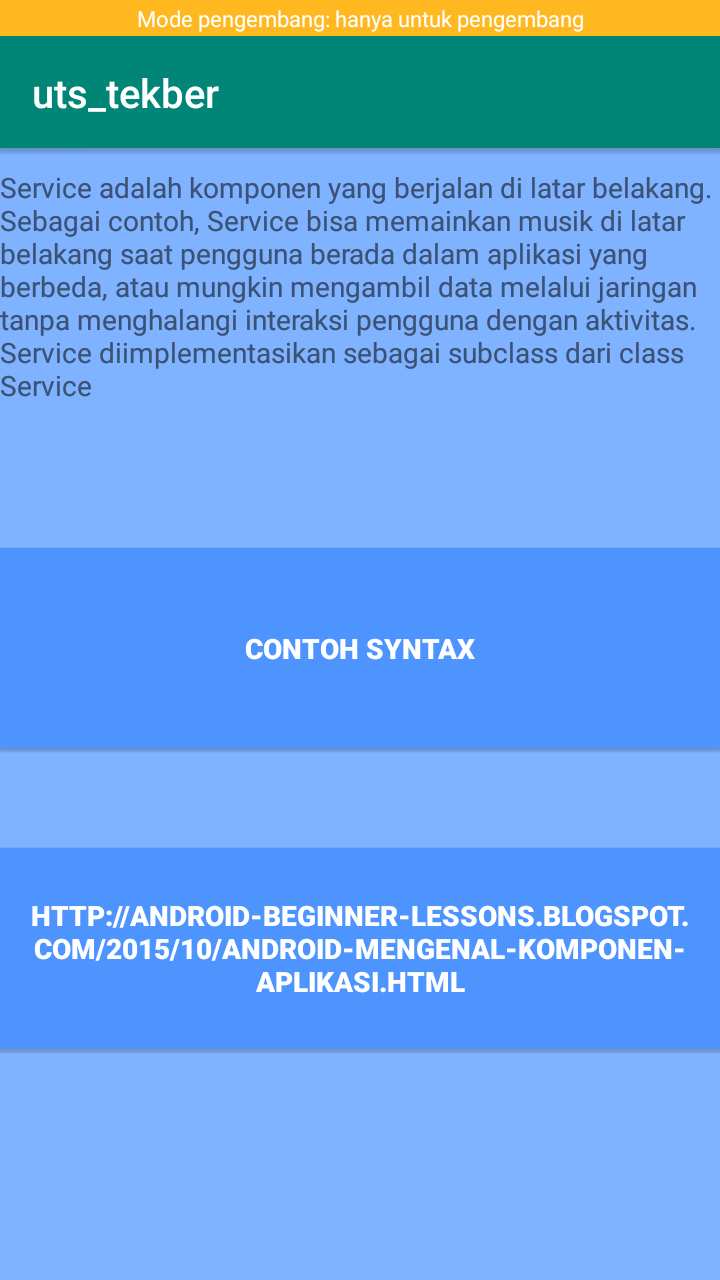 Mode pengembang: hanya untuk pengembang
uts_tekber
Service adalah komponen yang berjalan di latar belakang.
Sebagai contoh, Service bisa memainkan musik di latar
belakang saat pengguna berada dalam aplikasi yang
berbeda, atau mungkin mengambil data melalui jaringan
tanpa menghalangi interaksi pengguna dengan aktivitas.
Service diimplementasikan sebagai subclass dari class
Service
CONTOH SYNTAX
HTTP://ANDROID-BEGINNER-LESSONS.BLOGSPOT.
COM/2015/10/ANDROID-MENGENAL-KOMPONEN-
APLIKASI.HTML